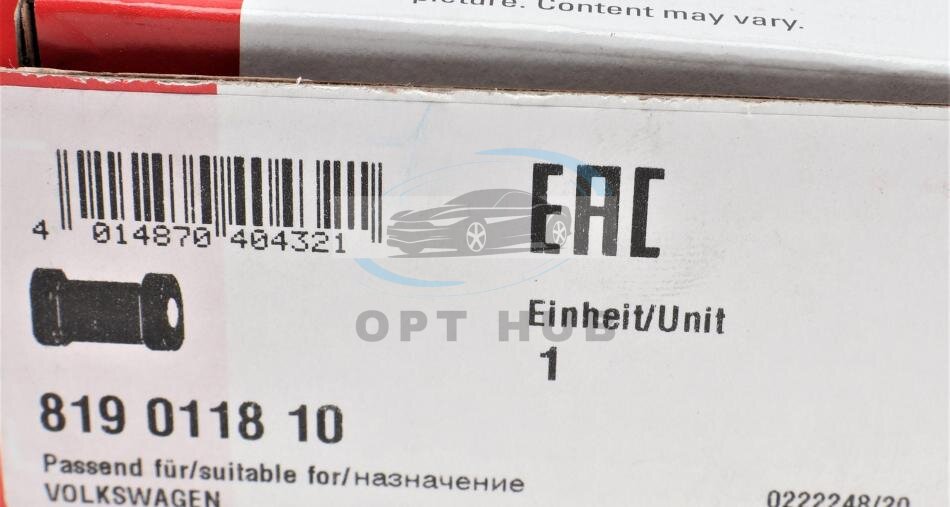 picture. Content may vary.
4 014870 404321
EAC
OPT HUB
Einheit/Unit
1
819 0118 10
Passend für/suitable for/назначение
VOLKSWAGEN
0222248/20